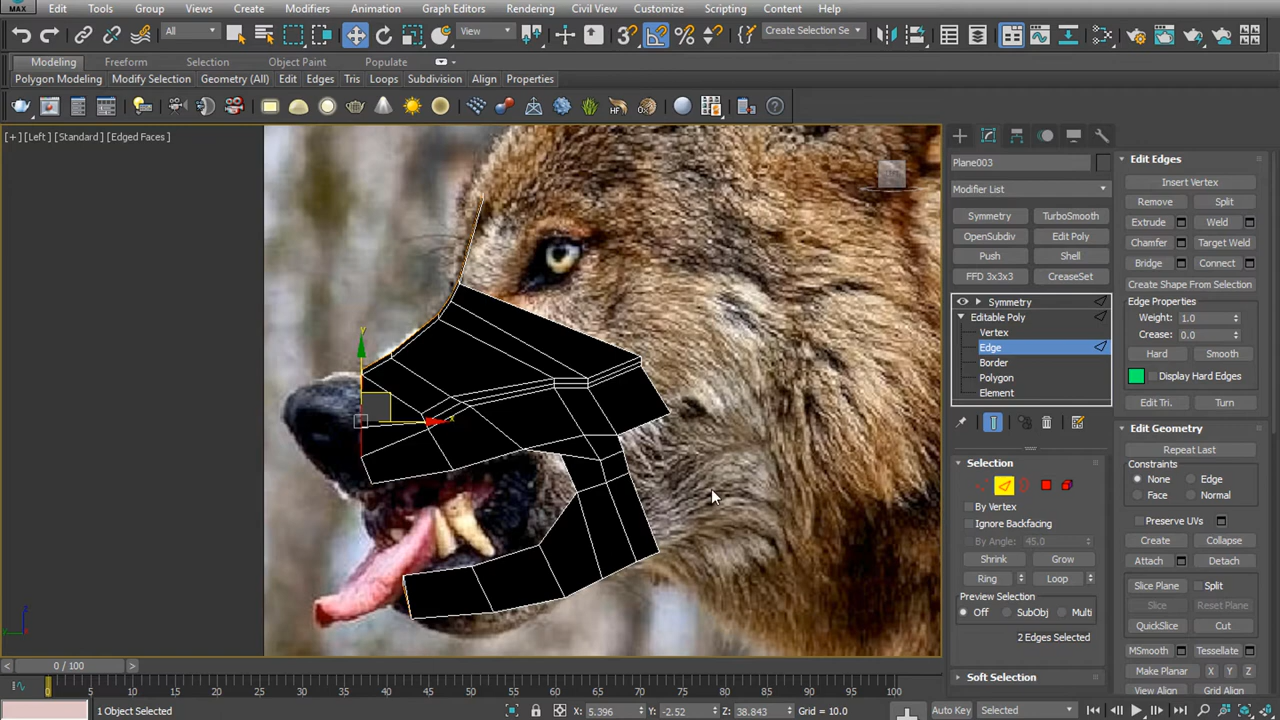 MAX Edit Tools Group Views Create Modifiers Animation Graph Editors Rendering Civil View Customize Scripting Content Help
All View 3 Create Selection Se
Modeling Freeform Selection Object Paint Populate
Polygon Modeling Modify Selection Geometry (All) Edit Edges Tris Loops Subdivision Align Properties
[+] [Left] [Standard] [Edged Faces]
Plane003
Modifier List
Symmetry TurboSmooth
OpenSubdiv Edit Poly
Push Shell
FFD 3x3x3 CreaseSet
Symmetry
Editable Poly
Vertex
Edge
Border
Polygon
Element
Selection
By Vertex
Ignore Backfacing
By Angle: 45.0
Shrink Grow
Ring Loop
Preview Selection
Off SubObj Multi
2 Edges Selected
Soft Selection
Edit Edges
Insert Vertex
Remove Split
Extrude Weld
Chamfer Target Weld
Bridge Connect
Create Shape From Selection
Edge Properties
Weight: 1.0
Crease: 0.0
Hard Smooth
Display Hard Edges
Edit Tri. Turn
Edit Geometry
Repeat Last
Constraints
None Edge
Face Normal
Preserve UVs
Create Collapse
Attach Detach
Slice Plane Split
Slice Reset Plane
QuickSlice Cut
MSmooth Tessellate
Make Planar X Y Z
View Align Grid Align
y
x
z
y
0 / 100
0 5 10 15 20 25 30 35 40 45 50 55 60 65 70 75 80 85 90 95 100
1 Object Selected X: 5.396 Y: -2.52 Z: 38.843 Grid = 10.0 Auto Key Selected